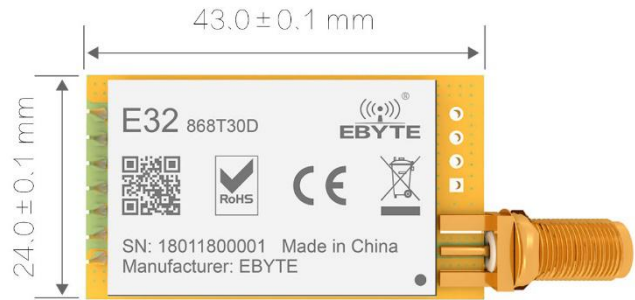 43.0±0.1 mm
24.0±0.1 mm
E32 868T30D
®
EBYTE
RoHS
CE
SN: 18011800001 Made in China
Manufacturer: EBYTE